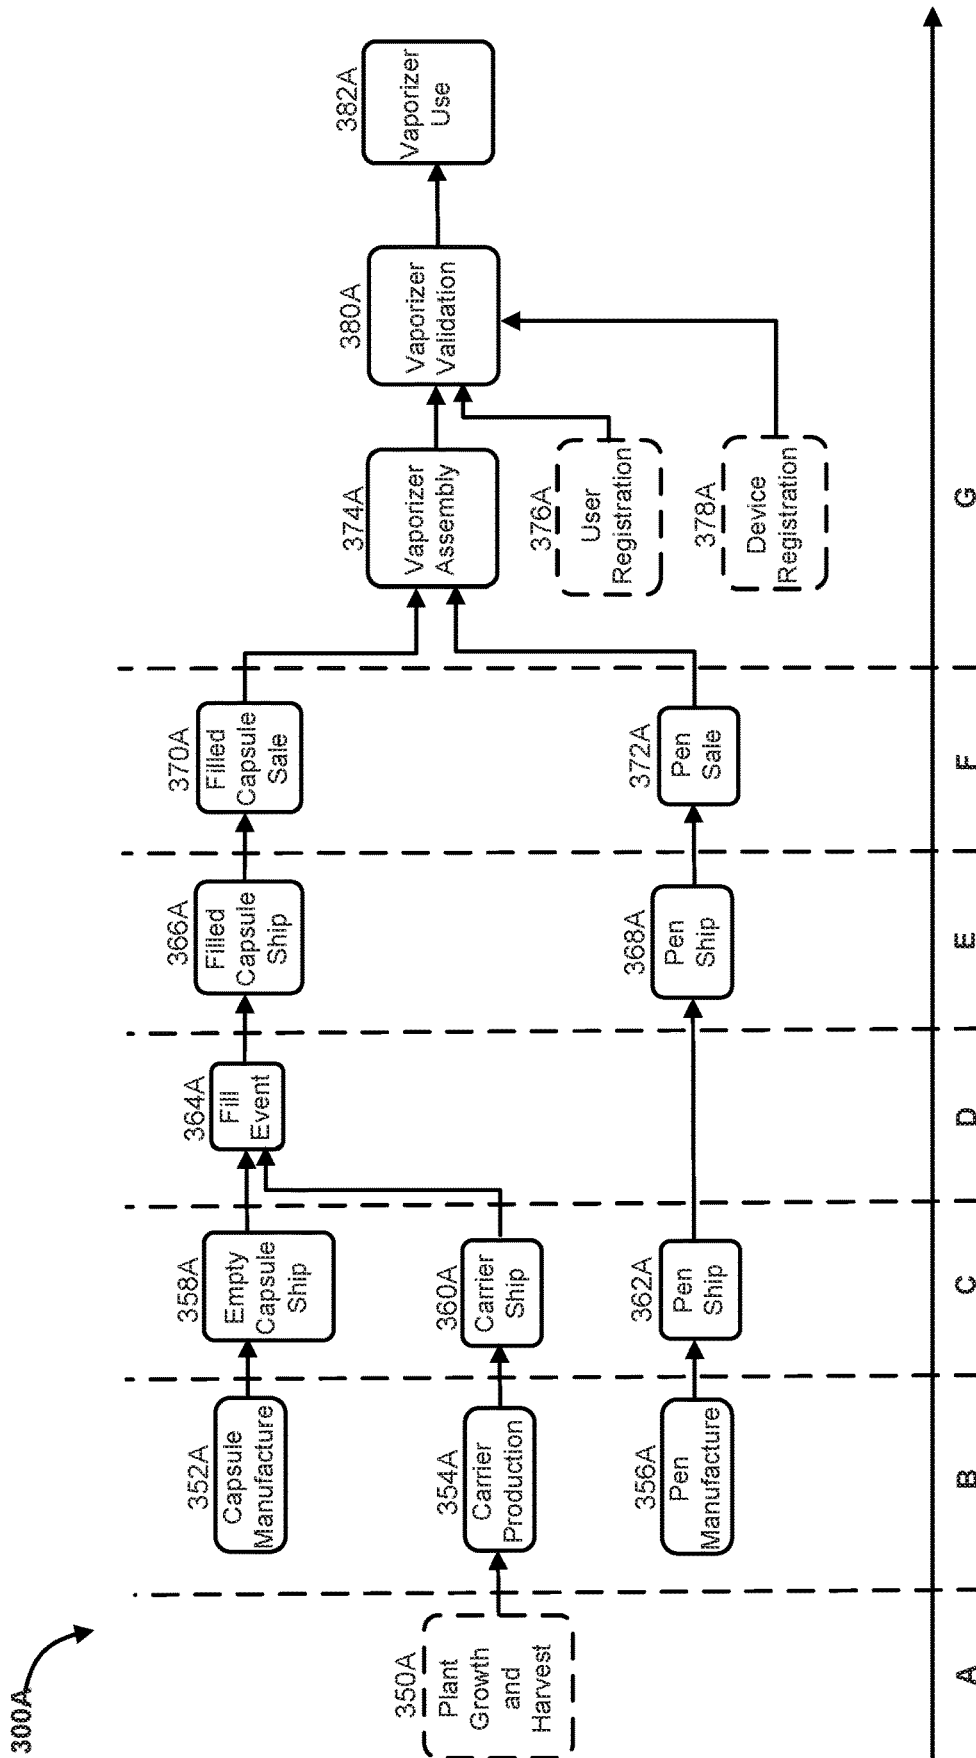 300A
350A
Plant
Growth
and
Harvest
352A
Capsule
Manufacture
354A
Carrier
Production
356A
Pen
Manufacture
358A
Empty
Capsule
Ship
360A
Carrier
Ship
362A
Pen
Ship
364A
Fill
Event
366A
Filled
Capsule
Ship
368A
Pen
Ship
370A
Filled
Capsule
Sale
372A
Pen
Sale
374A
Vaporizer
Assembly
376A
User
Registration
378A
Device
Registration
380A
Vaporizer
Validation
382A
Vaporizer
Use
A
B
C
D
E
F
G